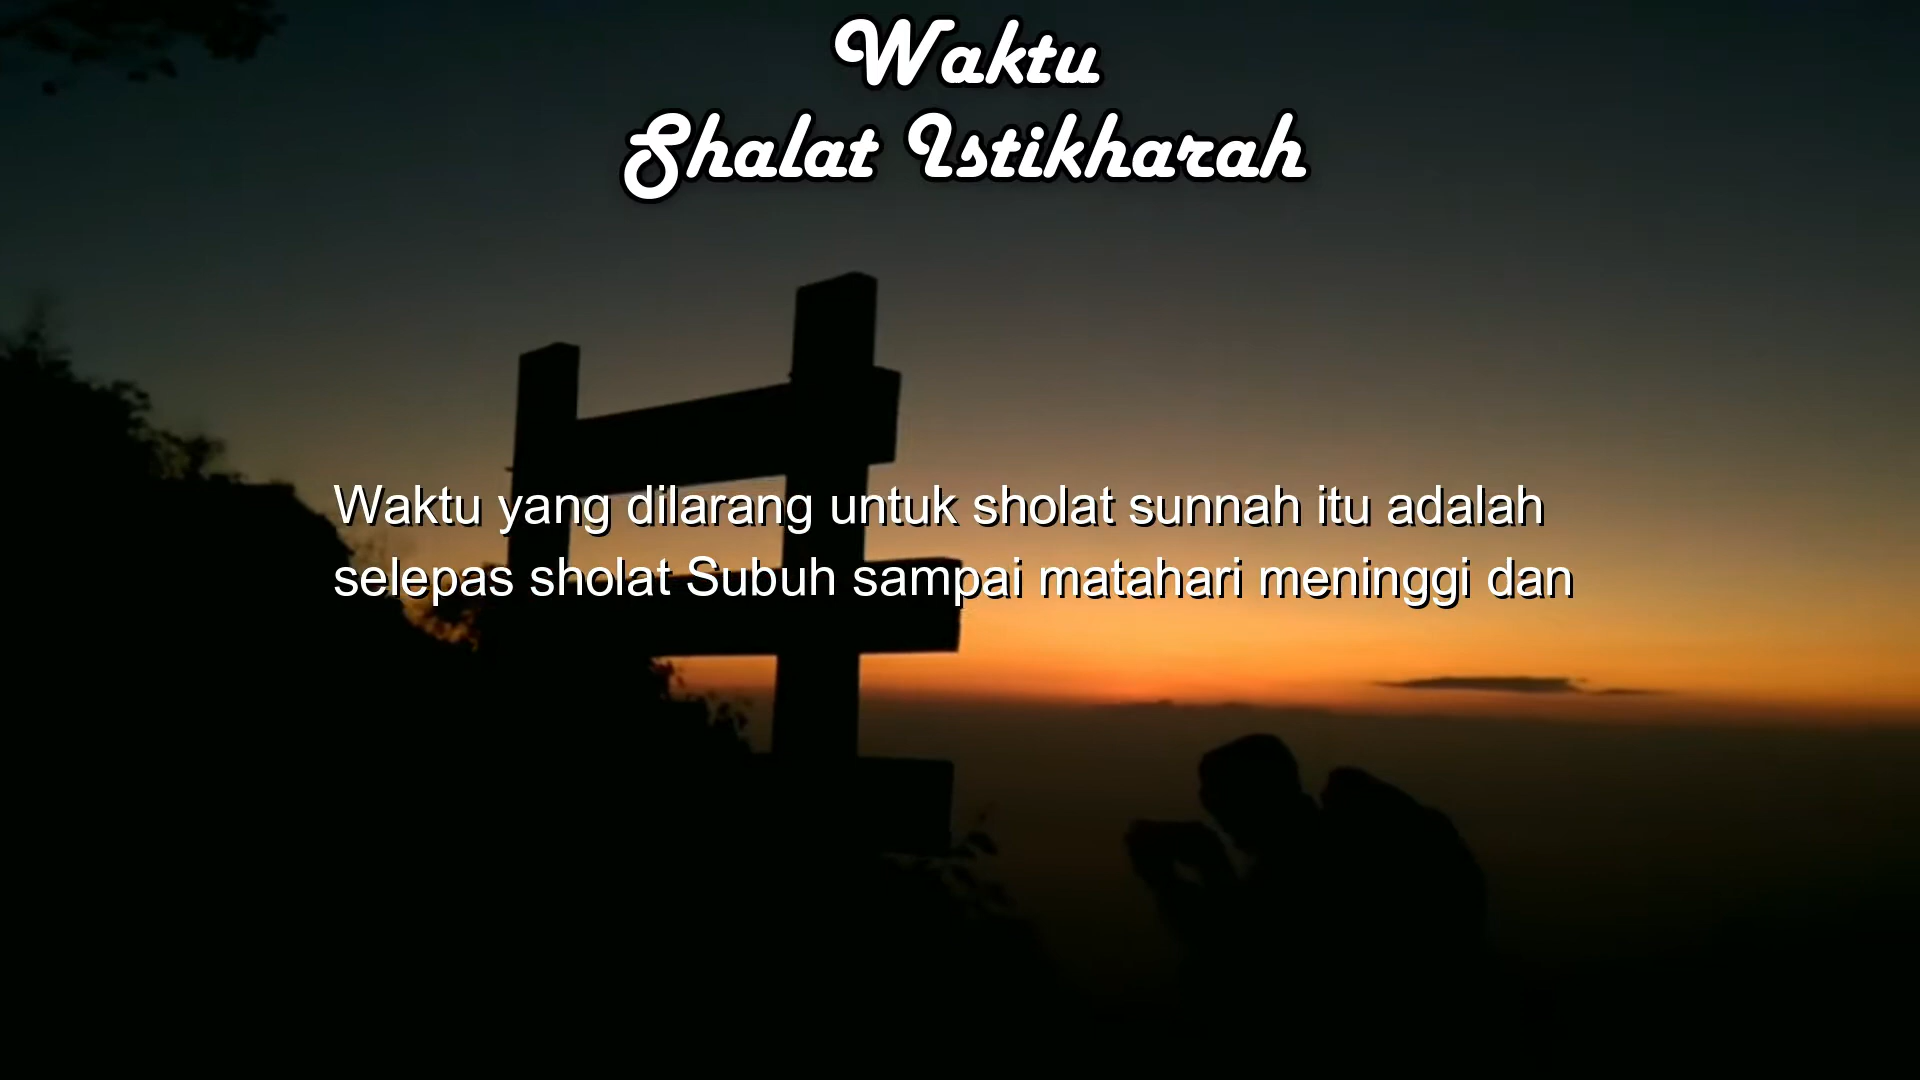 Waktu
Shalat Istikharah
Waktu yang dilarang untuk sholat sunnah itu adalah
selepas sholat Subuh sampai matahari meninggi dan